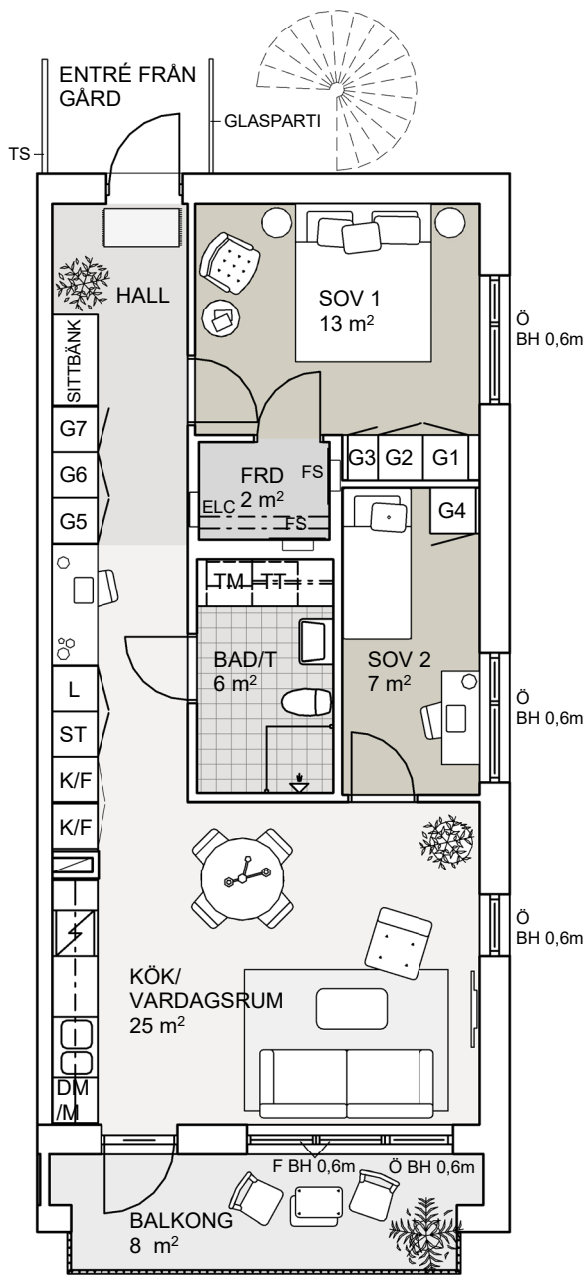 ENTRÉ FRÅN
GÅRD
GLASPARTI
TS
HALL
SOV 1
13 m²
Ö
BH 0,6m
SITTBÄNK
G7
G6
G5
G3
G2
G1
FRD
2 m²
FS
ELC
FS
G4
TM
TT
BAD/T
6 m²
SOV 2
7 m²
Ö
BH 0,6m
L
ST
K/F
K/F
Ö
BH 0,6m
KÖK/
VARDAGSRUM
25 m²
DM
/M
F BH 0,6m
Ö BH 0,6m
BALKONG
8 m²